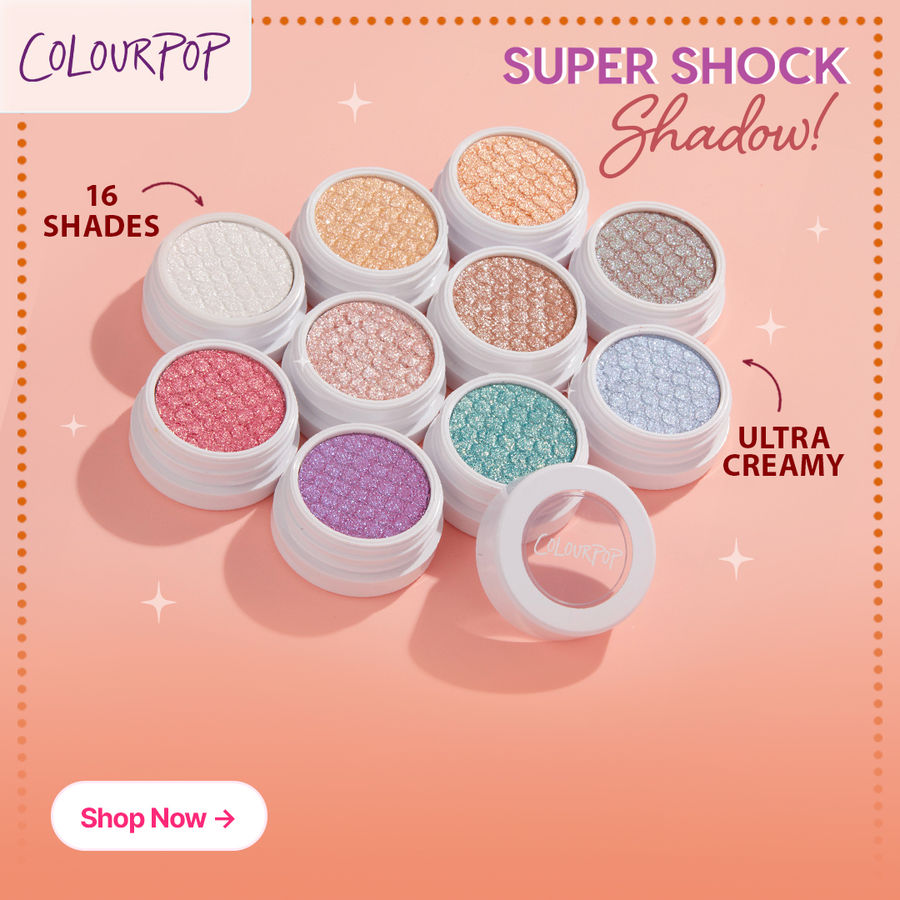 COLOURPOP
SUPER SHOCK
Shadow!
16
SHADES
ULTRA
CREAMY
COLOURPOP
Shop Now →